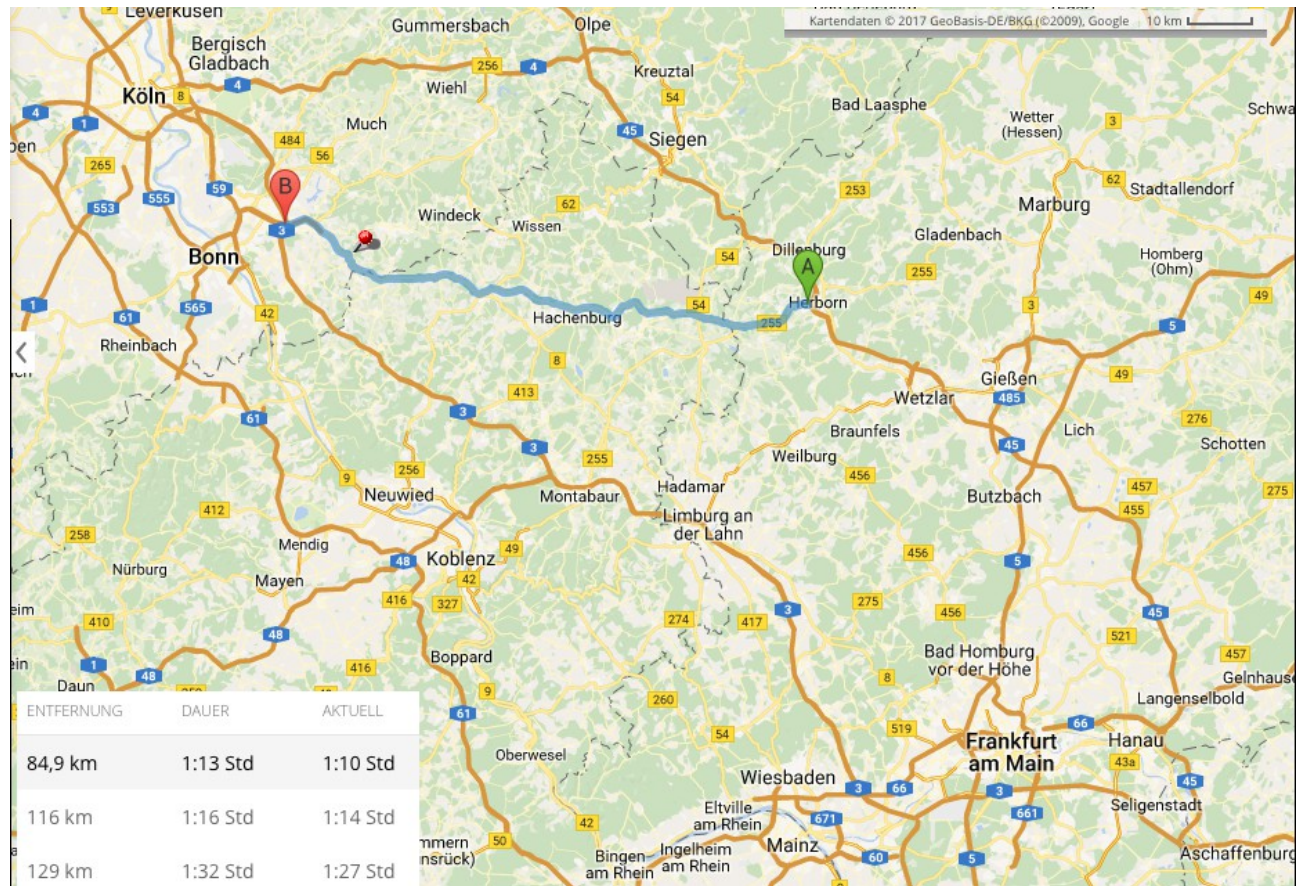 Leverkusen
Gummersbach
Olpe
Kartendaten © 2017 GeoBasis-DE/BKG (©2009), Google 10 km
Bergisch
Gladbach
256
4
Kreuztal
4
Wiehl
Köln
8
54
Bad Laasphe
4
1
Much
45
Wetter
(Hessen)
3
Siegen
484
56
265
59
B
253
62
Stadtallendorf
553
555
Windeck
62
Marburg
3
Wissen
Gladenbach
Bonn
54
Dillenburg
A
255
Homberg
(Ohm)
1
565
42
54
Herborn
3
49
61
Hachenburg
255
5
Rheinbach
8
Gießen
49
413
Wetzlar
485
61
3
Braunfels
Lich
276
3
45
Schotten
255
Weilburg
9
256
456
457
275
Neuwied
Montabaur
Hadamar
Butzbach
412
Limburg an
der Lahn
455
258
Mendig
49
456
Nürburg
48
Koblenz
5
Mayen
42
416
327
275
3
456
45
410
274
417
48
521
416
Boppard
Bad Homburg
vor der Höhe
457
1
48
8
Gelnhause
Daun
9
260
Langenselbold
61
519
66
54
Frankfurt
am Main
Hanau
Oberwesel
43a
Wiesbaden
3
66
3
45
Eltville
am Rhein
Seligenstadt
671
661
42
50
Mainz
Bingen
am Rhein
Ingelheim
am Rhein
60
5
Aschaffenburg
ENTFERNUNG DAUER AKTUELL
84,9 km 1:13 Std 1:10 Std
116 km 1:16 Std 1:14 Std
129 km 1:32 Std 1:27 Std